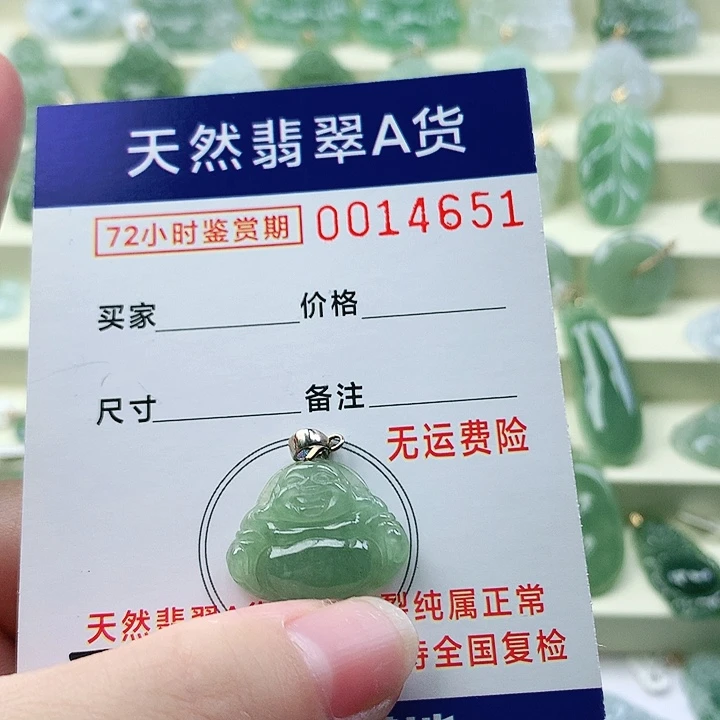 天然翡翠A货
72小时鉴赏期 0014651
买家 价格
尺寸 备注
无运费险
天然翡翠 纯属正常
全国复检